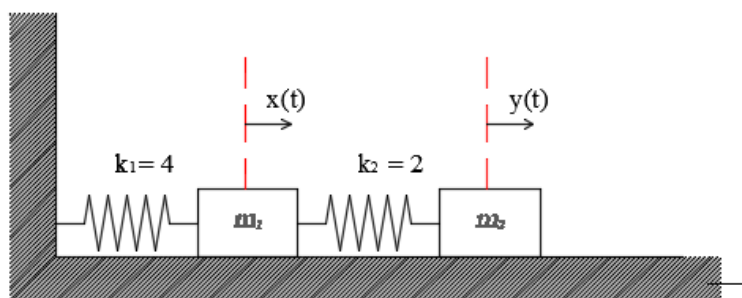 x(t)
y(t)
k₁= 4
k₂ = 2
m₁
m₂